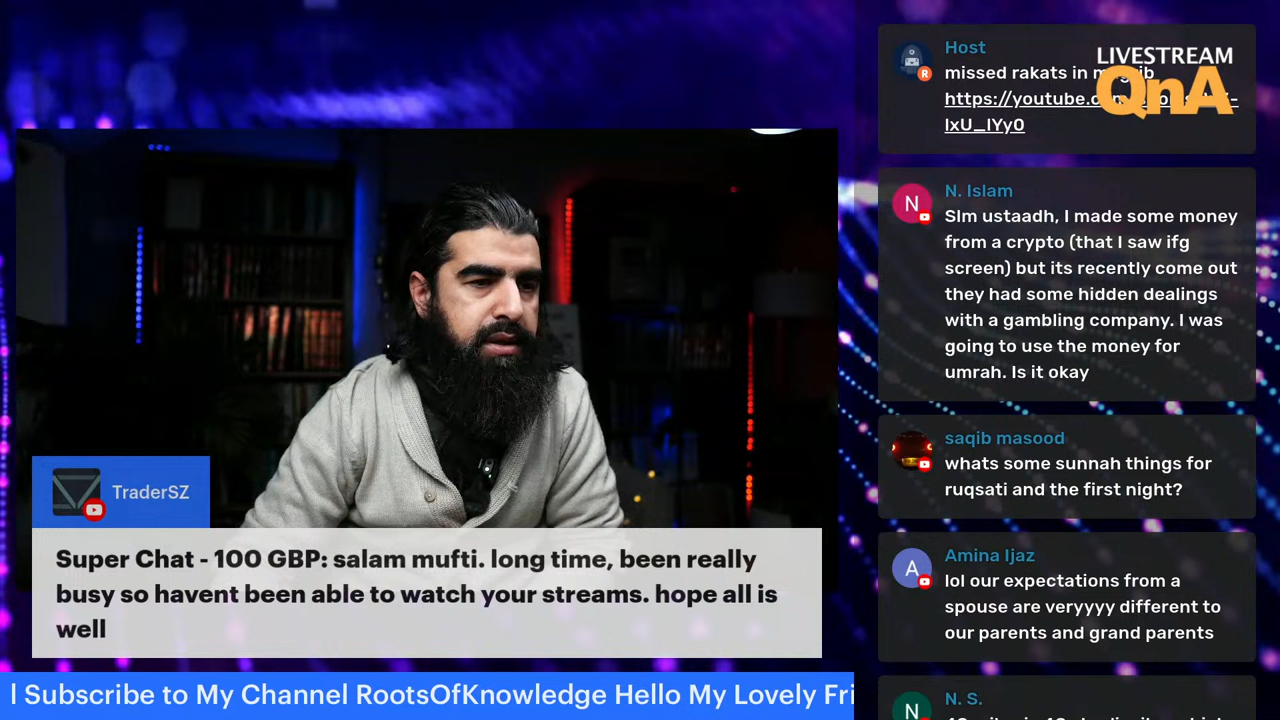 Host
missed rakats in
https://youtube.c
IxU_lYy0
LIVESTREAM
QnA
N
N. Islam
Slm ustaadh, I made some money
from a crypto (that I saw ifg
screen) but its recently come out
they had some hidden dealings
with a gambling company. I was
going to use the money for
umrah. Is it okay
saqib masood
whats some sunnah things for
ruqsati and the first night?
A
Amina Ijaz
lol our expectations from a
spouse are veryyyy different to
our parents and grand parents
N
N. S.
TraderSZ
Super Chat - 100 GBP: salam mufti. long time, been really
busy so havent been able to watch your streams. hope all is
well
l Subscribe to My Channel RootsOfKnowledge Hello My Lovely Fri